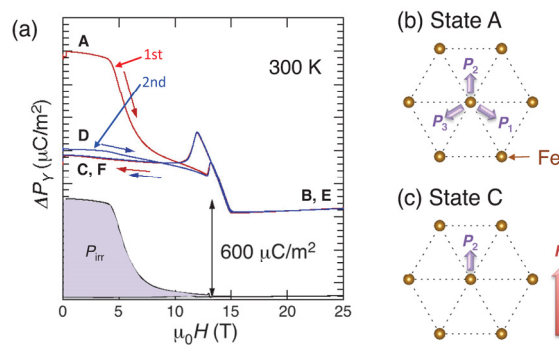 (a)
A
1st
2nd
300 K
D
C, F
B, E
P_irr
600 μC/m²
ΔP_Y (μC/m²)
0 5 10 15 20 25
μ₀H (T)
(b) State A
P₂
P₃
P₁
Fe
(c) State C
P₂